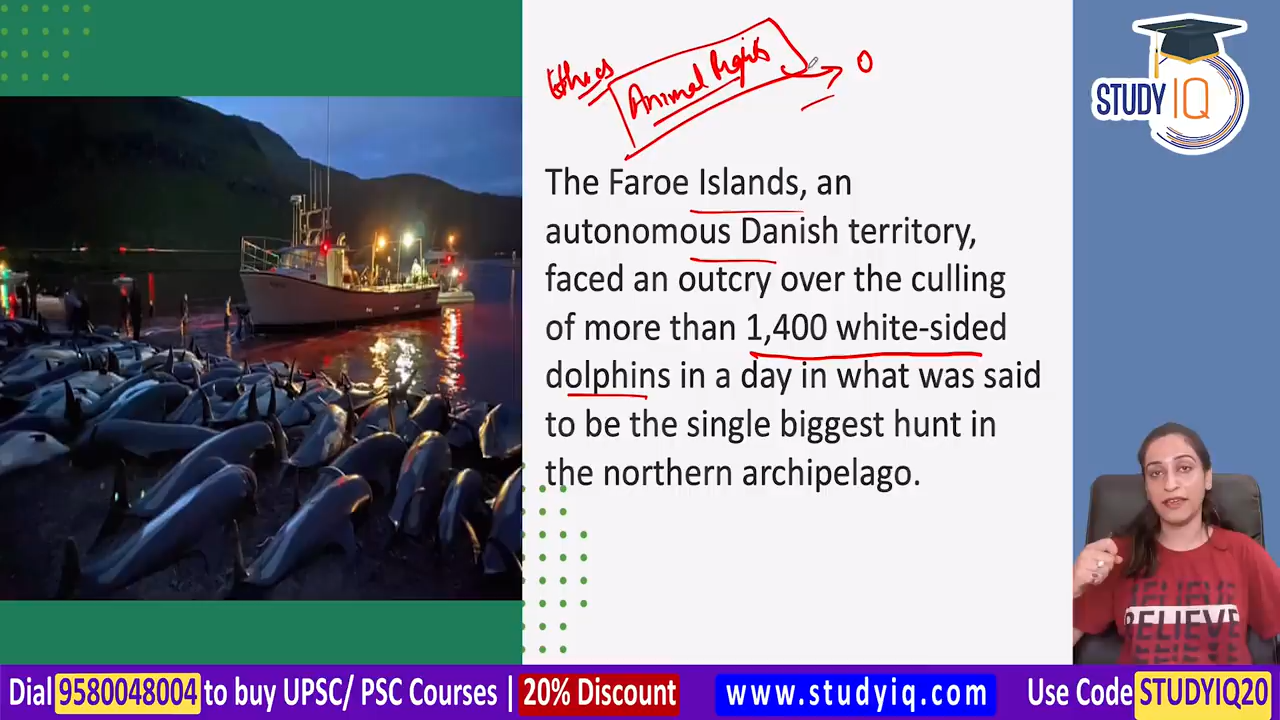 Ethics
Animal Rights
STUDY IQ
The Faroe Islands, an
autonomous Danish territory,
faced an outcry over the culling
of more than 1,400 white-sided
dolphins in a day in what was said
to be the single biggest hunt in
the northern archipelago.
BELIEVE
BELIEVE
Dial 9580048004 to buy UPSC/ PSC Courses | 20% Discount www.studyiq.com Use Code STUDYIQ20